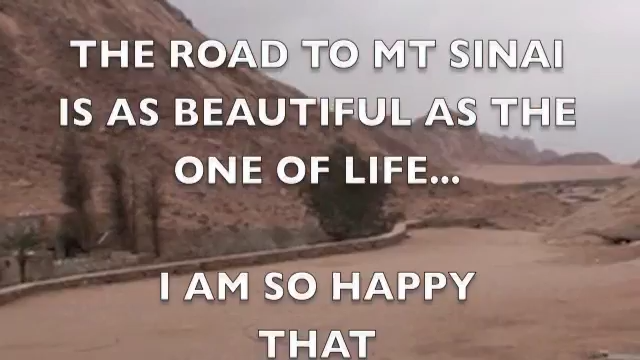 THE ROAD TO MT SINAI
IS AS BEAUTIFUL AS THE
ONE OF LIFE...
I AM SO HAPPY
THAT